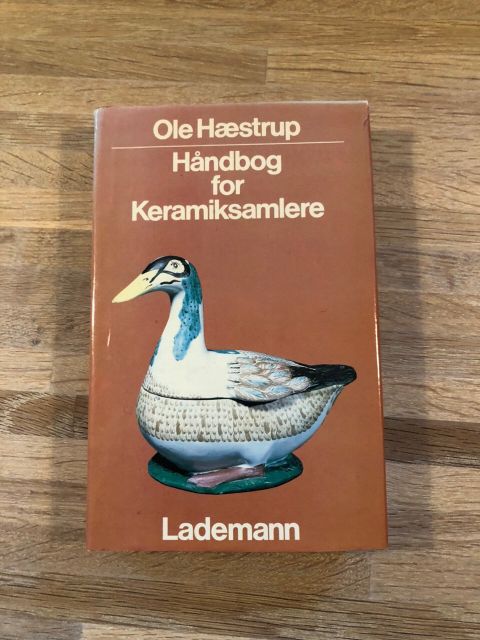 Ole Hæstrup
Håndbog
for
Keramiksamlere
Lademann